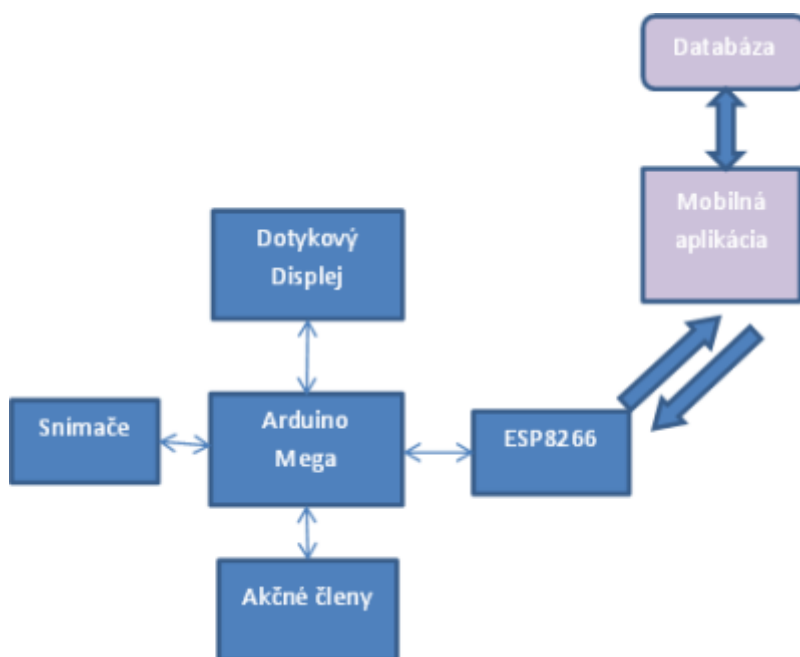 Databáza
Mobilná
aplikácia
Dotykový
Displej
Snímače
Arduino
Mega
ESP8266
Akčné členy